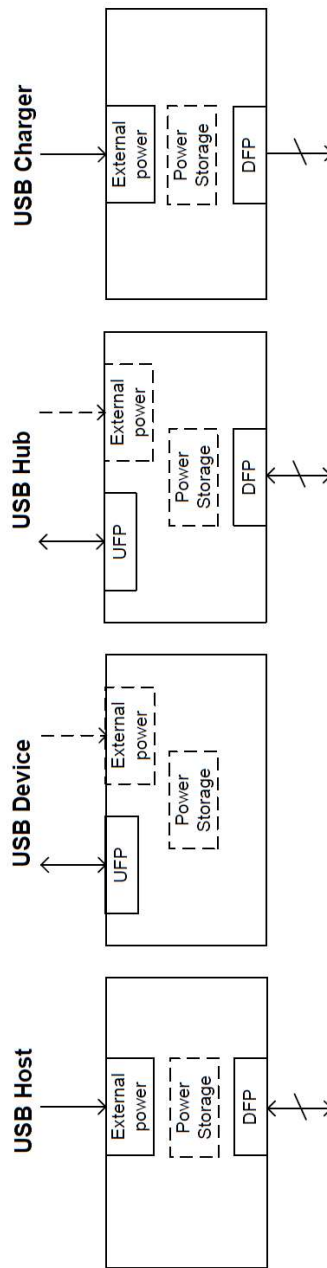 USB Host
External
power
Power
Storage
DFP
USB Device
UFP
External
power
Power
Storage
USB Hub
UFP
External
power
Power
Storage
DFP
USB Charger
External
power
Power
Storage
DFP